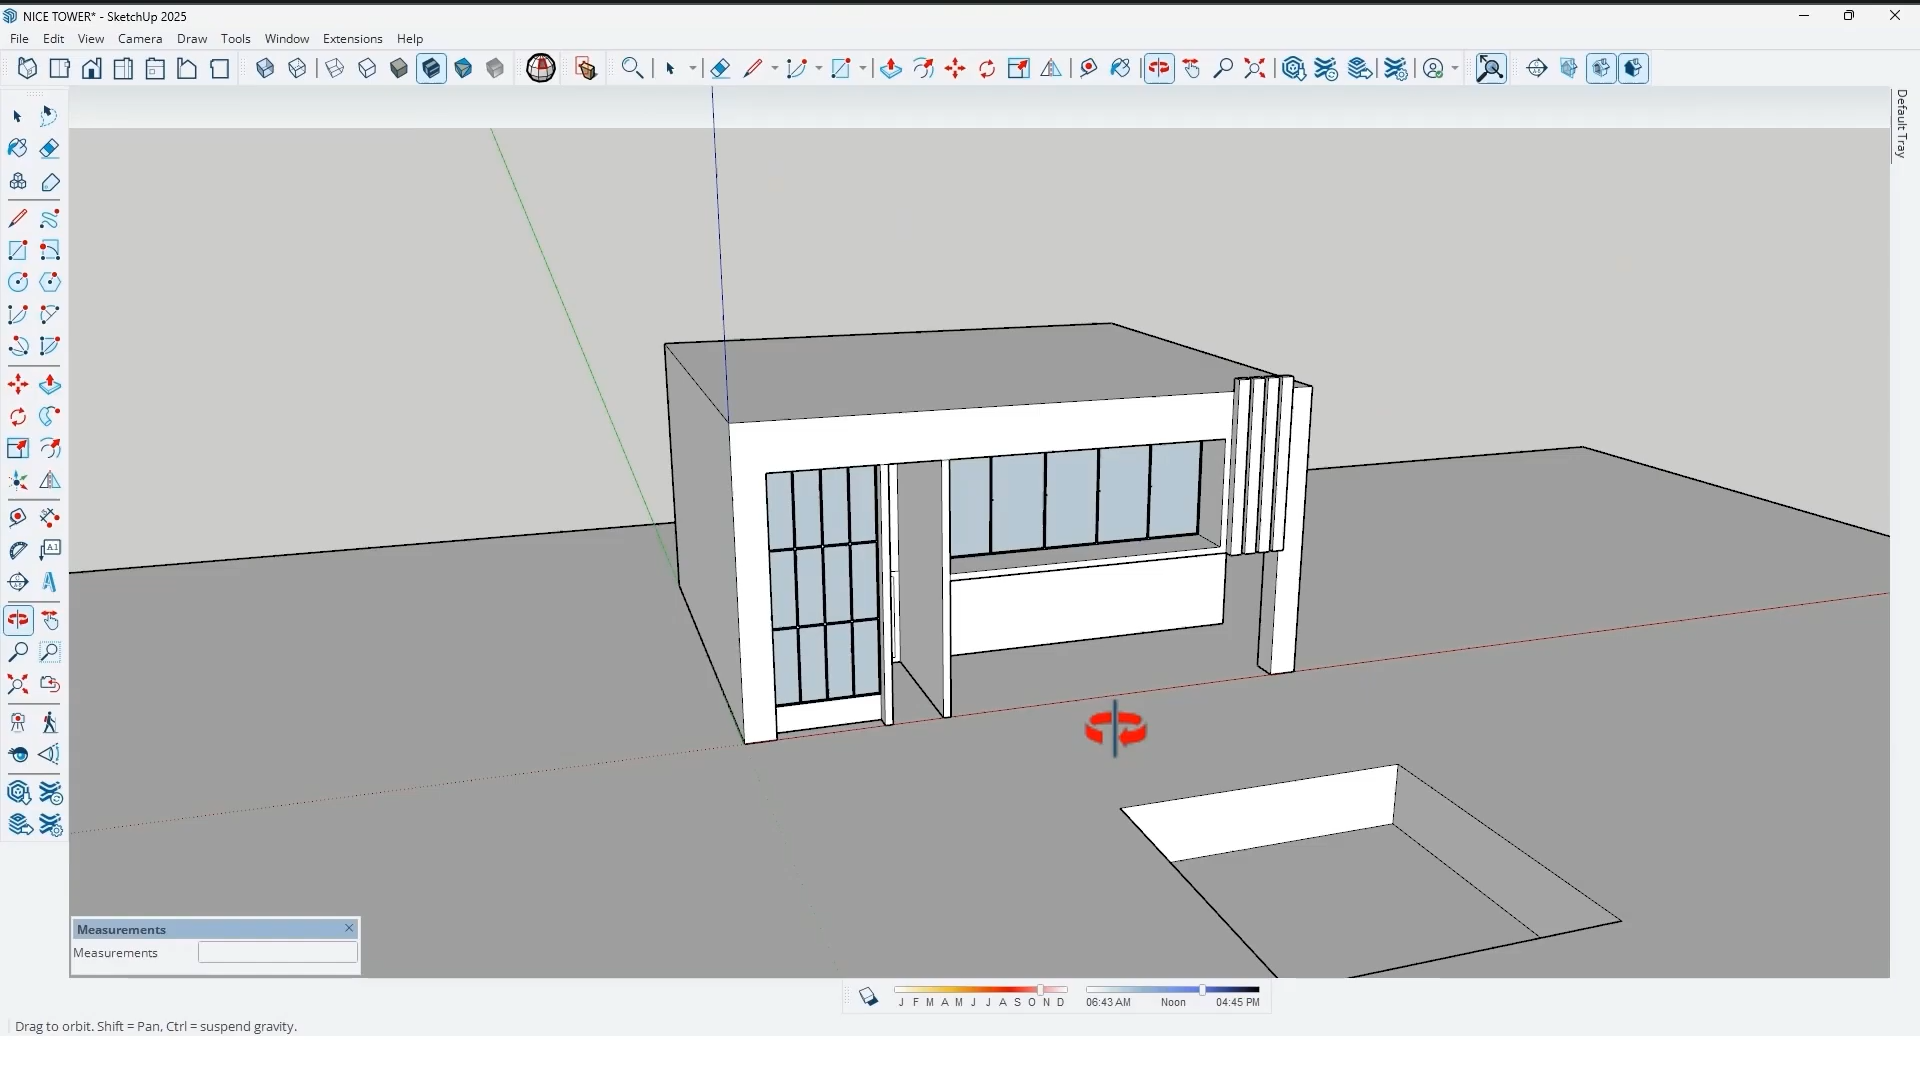 NICE TOWER* - SketchUp 2025
File Edit View Camera Draw Tools Window Extensions Help
Default Tray
A1
Measurements
Measurements
J F M A M J J A S O N D
06:43 AM Noon 04:45 PM
Drag to orbit. Shift = Pan, Ctrl = suspend gravity.